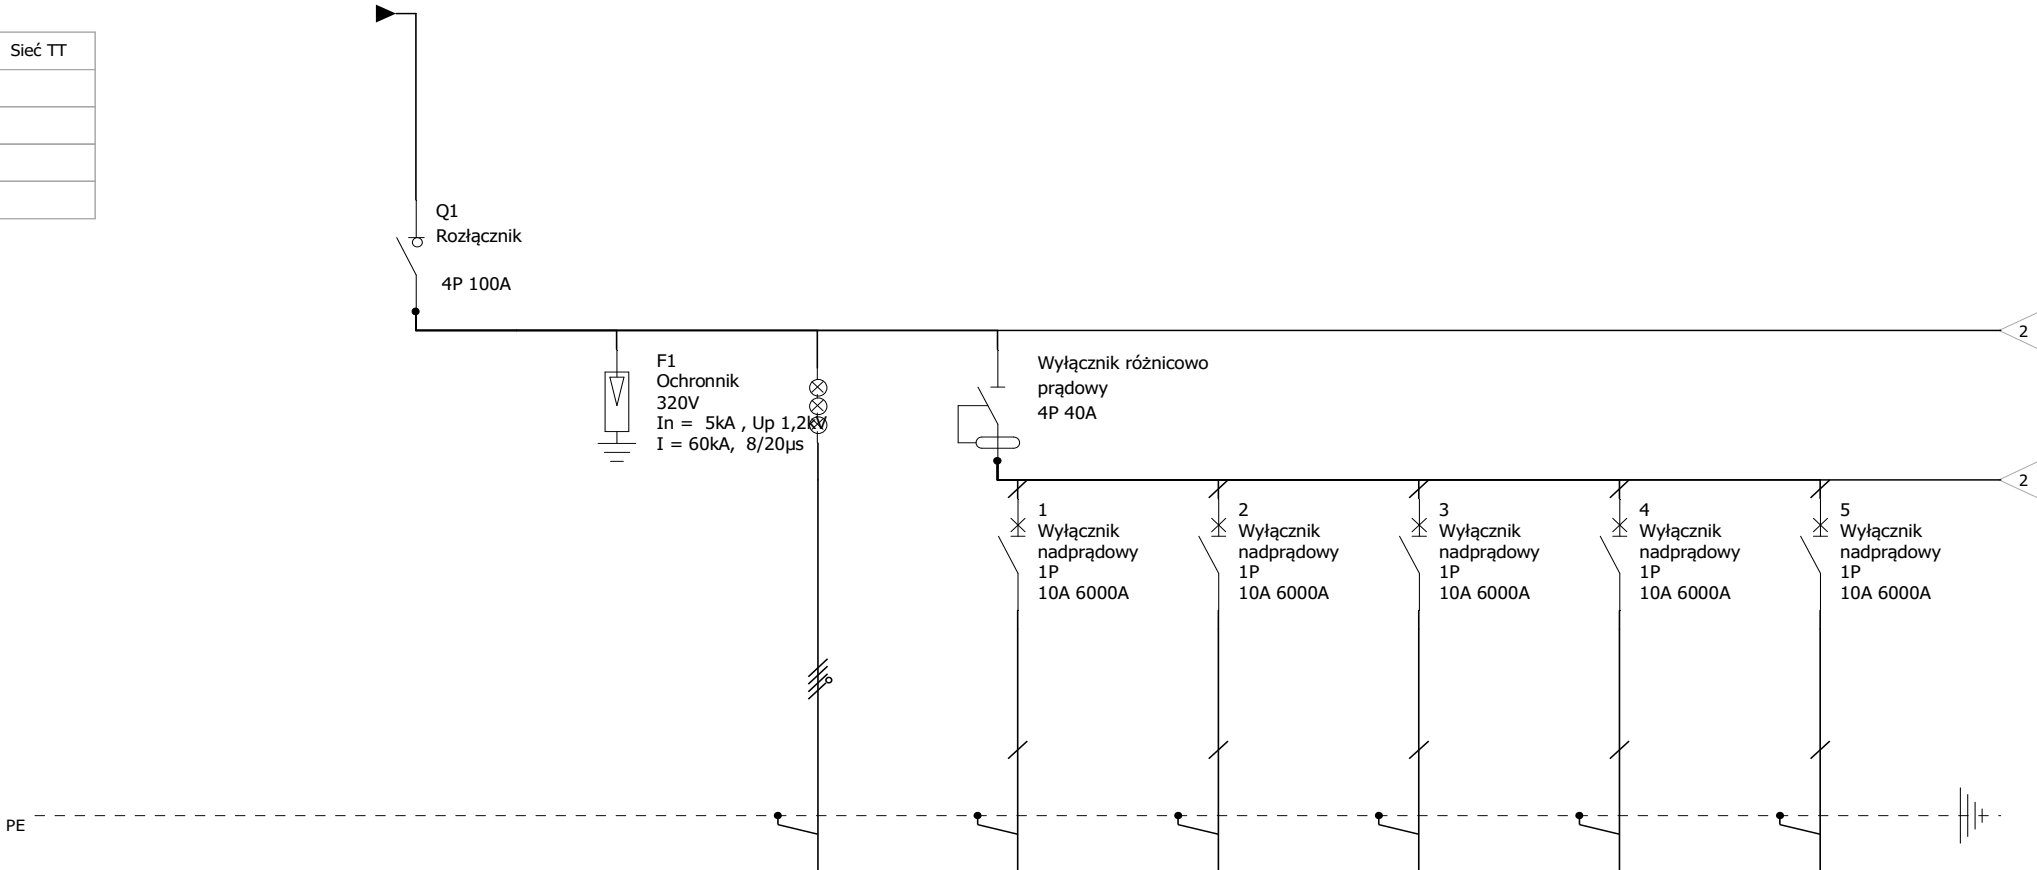 Sieć TT
Q1
Rozłącznik
4P 100A
2
F1
Ochronnik
320V
In =  5kA , Up 1,2kV
I = 60kA,  8/20μs
Wyłącznik różnicowo
prądowy
4P 40A
2
1
Wyłącznik
nadprądowy
1P
10A 6000A
2
Wyłącznik
nadprądowy
1P
10A 6000A
3
Wyłącznik
nadprądowy
1P
10A 6000A
4
Wyłącznik
nadprądowy
1P
10A 6000A
5
Wyłącznik
nadprądowy
1P
10A 6000A
PE